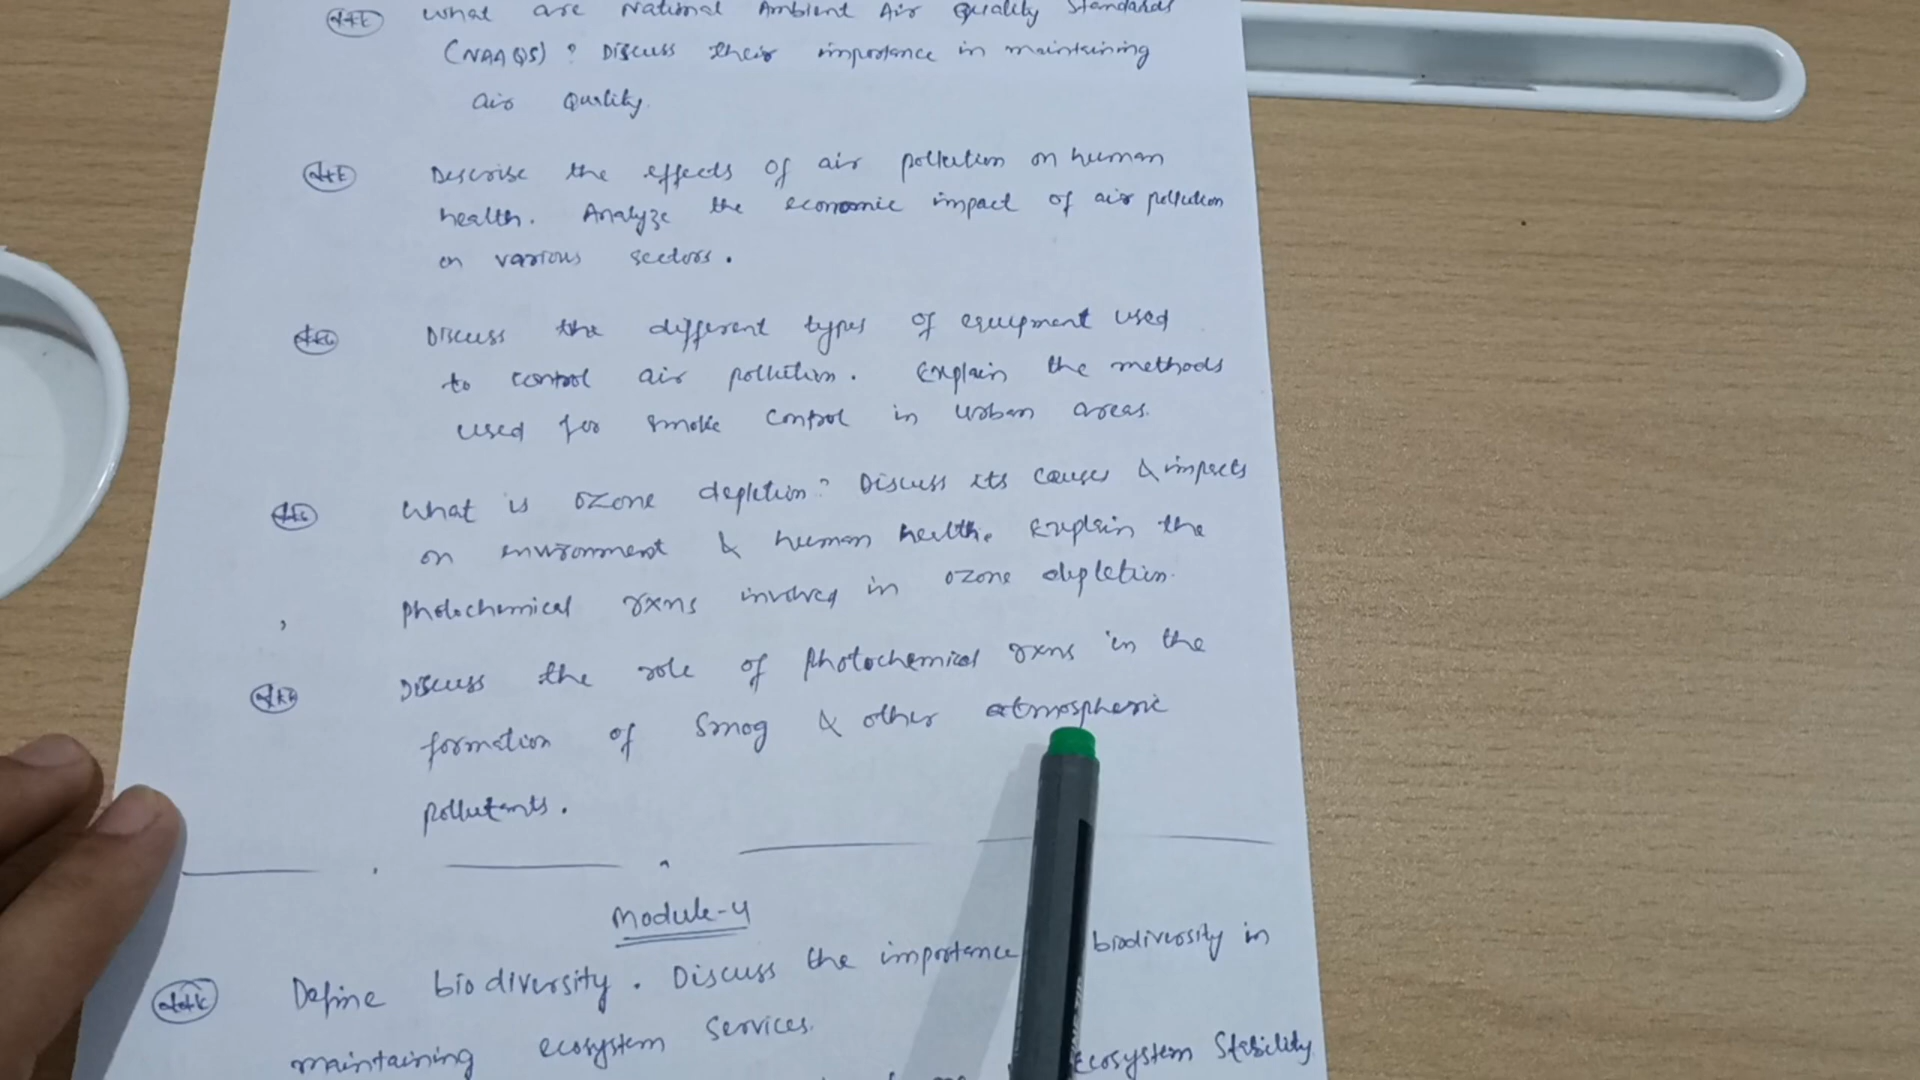 What are National Ambient Air Quality Standards
(NAAQS)? Discuss their importance in maintaining
air Quality.
Describe the effects of air pollution on human
health. Analyze the economic impact of air pollution
on various sectors.
Discuss the different types of equipment used
to control air pollution. Explain the methods
used for smoke control in urban areas.
What is ozone depletion? Discuss its causes & impacts
on environment & human health. Explain the
photochemical rxns involved in ozone depletion.
Discuss the role of photochemical rxns in the
formation of smog & other atmospheric
pollutants.
Module-4
Define biodiversity. Discuss the importance biodiversity in
maintaining ecosystem services.
Ecosystem Stability